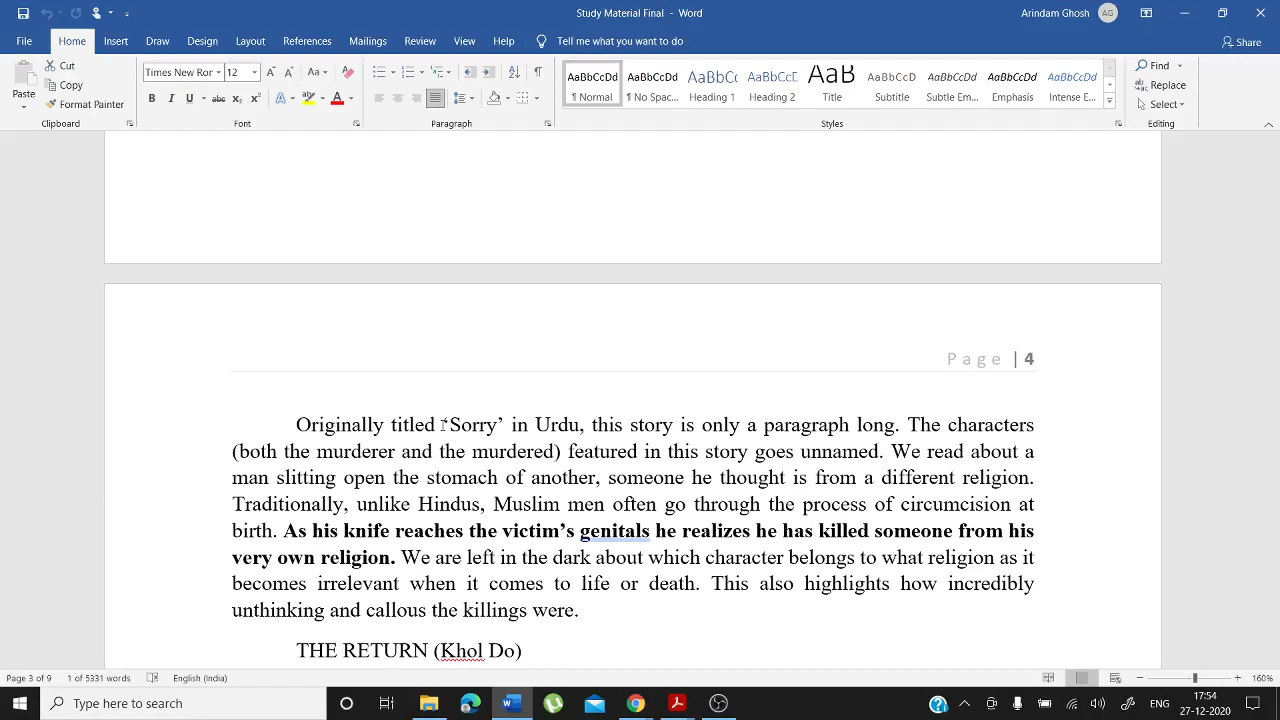 Study Material Final - Word
Arindam Ghosh AG
File Home Insert Draw Design Layout References Mailings Review View Help Tell me what you want to do Share
Paste Cut Copy Format Painter Clipboard
Times New Ror 12 Aa
B I U abc X₂ X² A A
Font
Paragraph
AaBbCcDd AaBbCcDd AaBbCc AaBbCcE AaB AaBbCcD AaBbCcDd AaBbCcDd AaBbCcDd
¶ Normal ¶ No Spac... Heading 1 Heading 2 Title Subtitle Subtle Em... Emphasis Intense E...
Styles
Find Replace Select Editing
Page | 4
Originally titled ‘Sorry’ in Urdu, this story is only a paragraph long. The characters
(both the murderer and the murdered) featured in this story goes unnamed. We read about a
man slitting open the stomach of another, someone he thought is from a different religion.
Traditionally, unlike Hindus, Muslim men often go through the process of circumcision at
birth. As his knife reaches the victim’s genitals he realizes he has killed someone from his
very own religion. We are left in the dark about which character belongs to what religion as it
becomes irrelevant when it comes to life or death. This also highlights how incredibly
unthinking and callous the killings were.
THE RETURN (Khol Do)
Page 3 of 9 1 of 5331 words English (India) 160%
Type here to search
ENG 17:54
27-12-2020